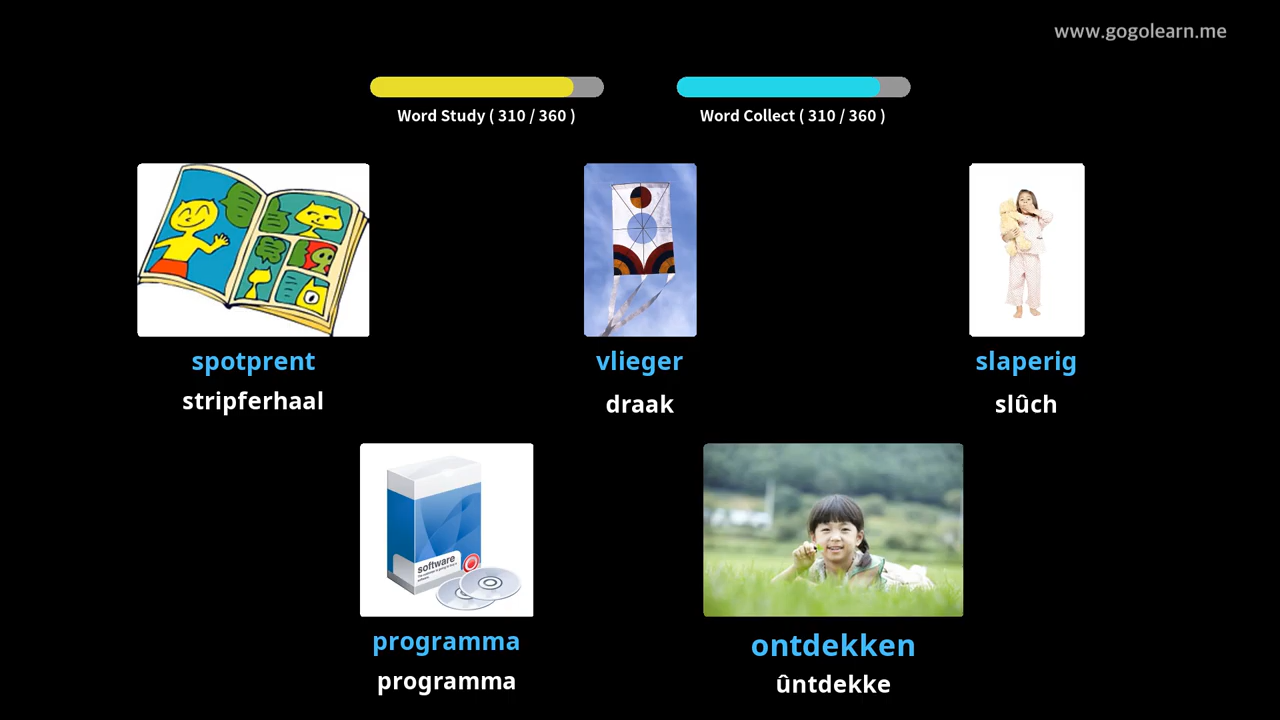 www.gogolearn.me
Word Study ( 310 / 360 )
Word Collect ( 310 / 360 )
spotprent
stripferhaal
vlieger
draak
slaperig
slûch
software
programma
programma
ontdekken
ûntdekke